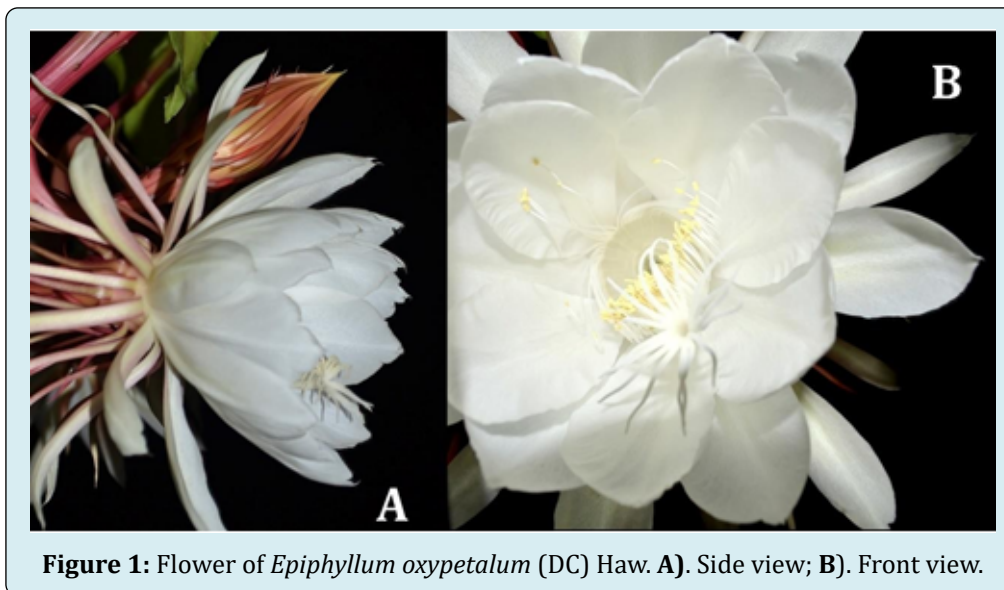 B
A
Figure 1: Flower of Epiphyllum oxypetalum (DC) Haw. A). Side view; B). Front view.